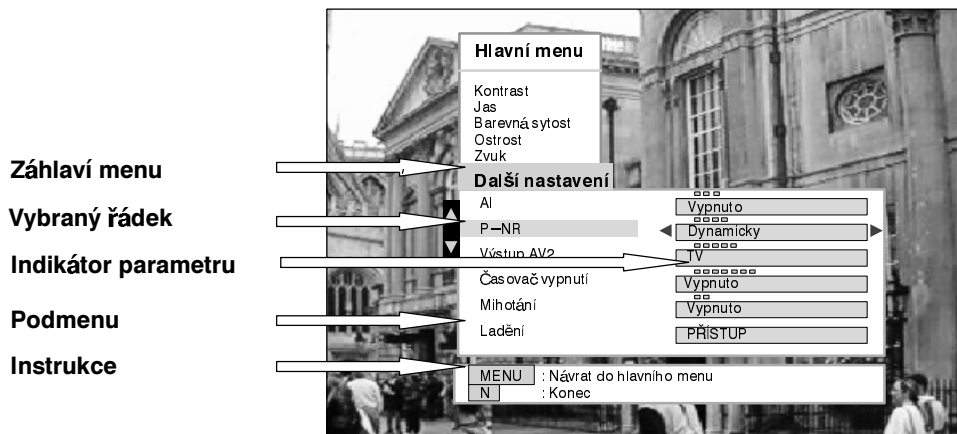 Hlavní menu
Kontrast
Jas
Barevná sytost
Ostrost
Zvuk
Záhlaví menu
Další nastavení
AI
Vypnuto
Vybraný řádek
P–NR
Dynamicky
Výstup AV2
TV
Indikátor parametru
Časovač vypnutí
Vypnuto
Mihotání
Vypnuto
Podmenu
Ladění
PŘÍSTUP
Instrukce
MENU : Návrat do hlavního menu
N : Konec